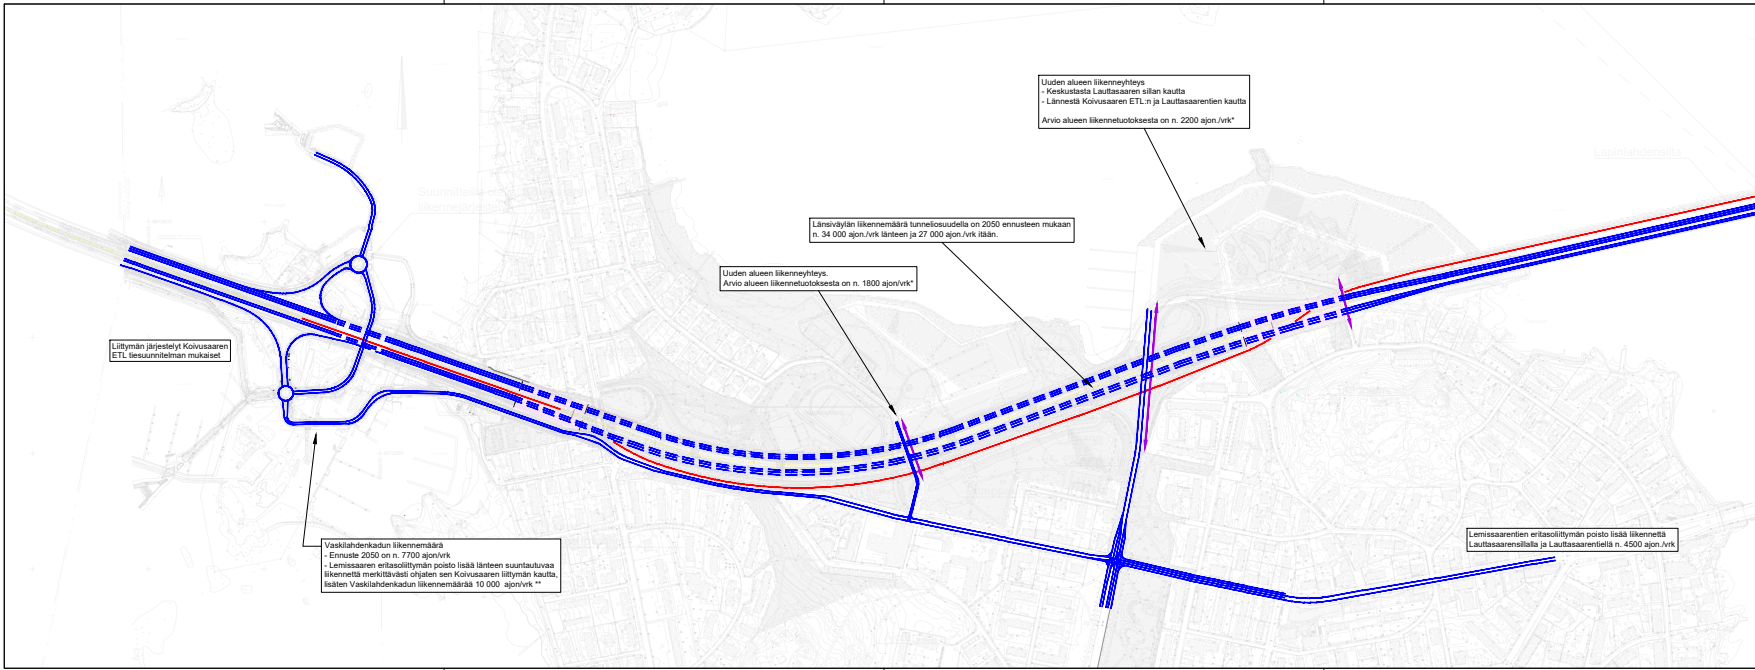 Uuden alueen liikenneyhteys
- Keskustasta Lauttasaaren sillan kautta
- Lännestä Koivusaaren ETL:n ja Lauttasaarentien kautta
Arvio alueen liikennetuotoksesta on n. 2200 ajon./vrk*
Lapinlahdensilta
Länsiväylän liikennemäärä tunneliosuudella on 2050 ennusteen mukaan
n. 34 000 ajon./vrk länteen ja 27 000 ajon./vrk itään.
Uuden alueen liikenneyhteys.
Arvio alueen liikennetuotoksesta on n. 1800 ajon/vrk*
Liittymän järjestelyt Koivusaaren
ETL tiesuunnitelman mukaiset
Vaskilahdenkadun liikennemäärä
- Ennuste 2050 on n. 7700 ajon/vrk
- Lemissaaren eritasoliittymän poisto lisää länteen suuntautuvaa
liikennettä merkittävästi ohjaten sen Koivusaaren liittymän kautta,
lisäten Vaskilahdenkadun liikennemäärää 10 000 ajon/vrk **
Lemissaarentien eritasoliittymän poisto lisää liikennettä
Lauttasaarensillalla ja Lauttasaarentiellä n. 4500 ajon./vrk